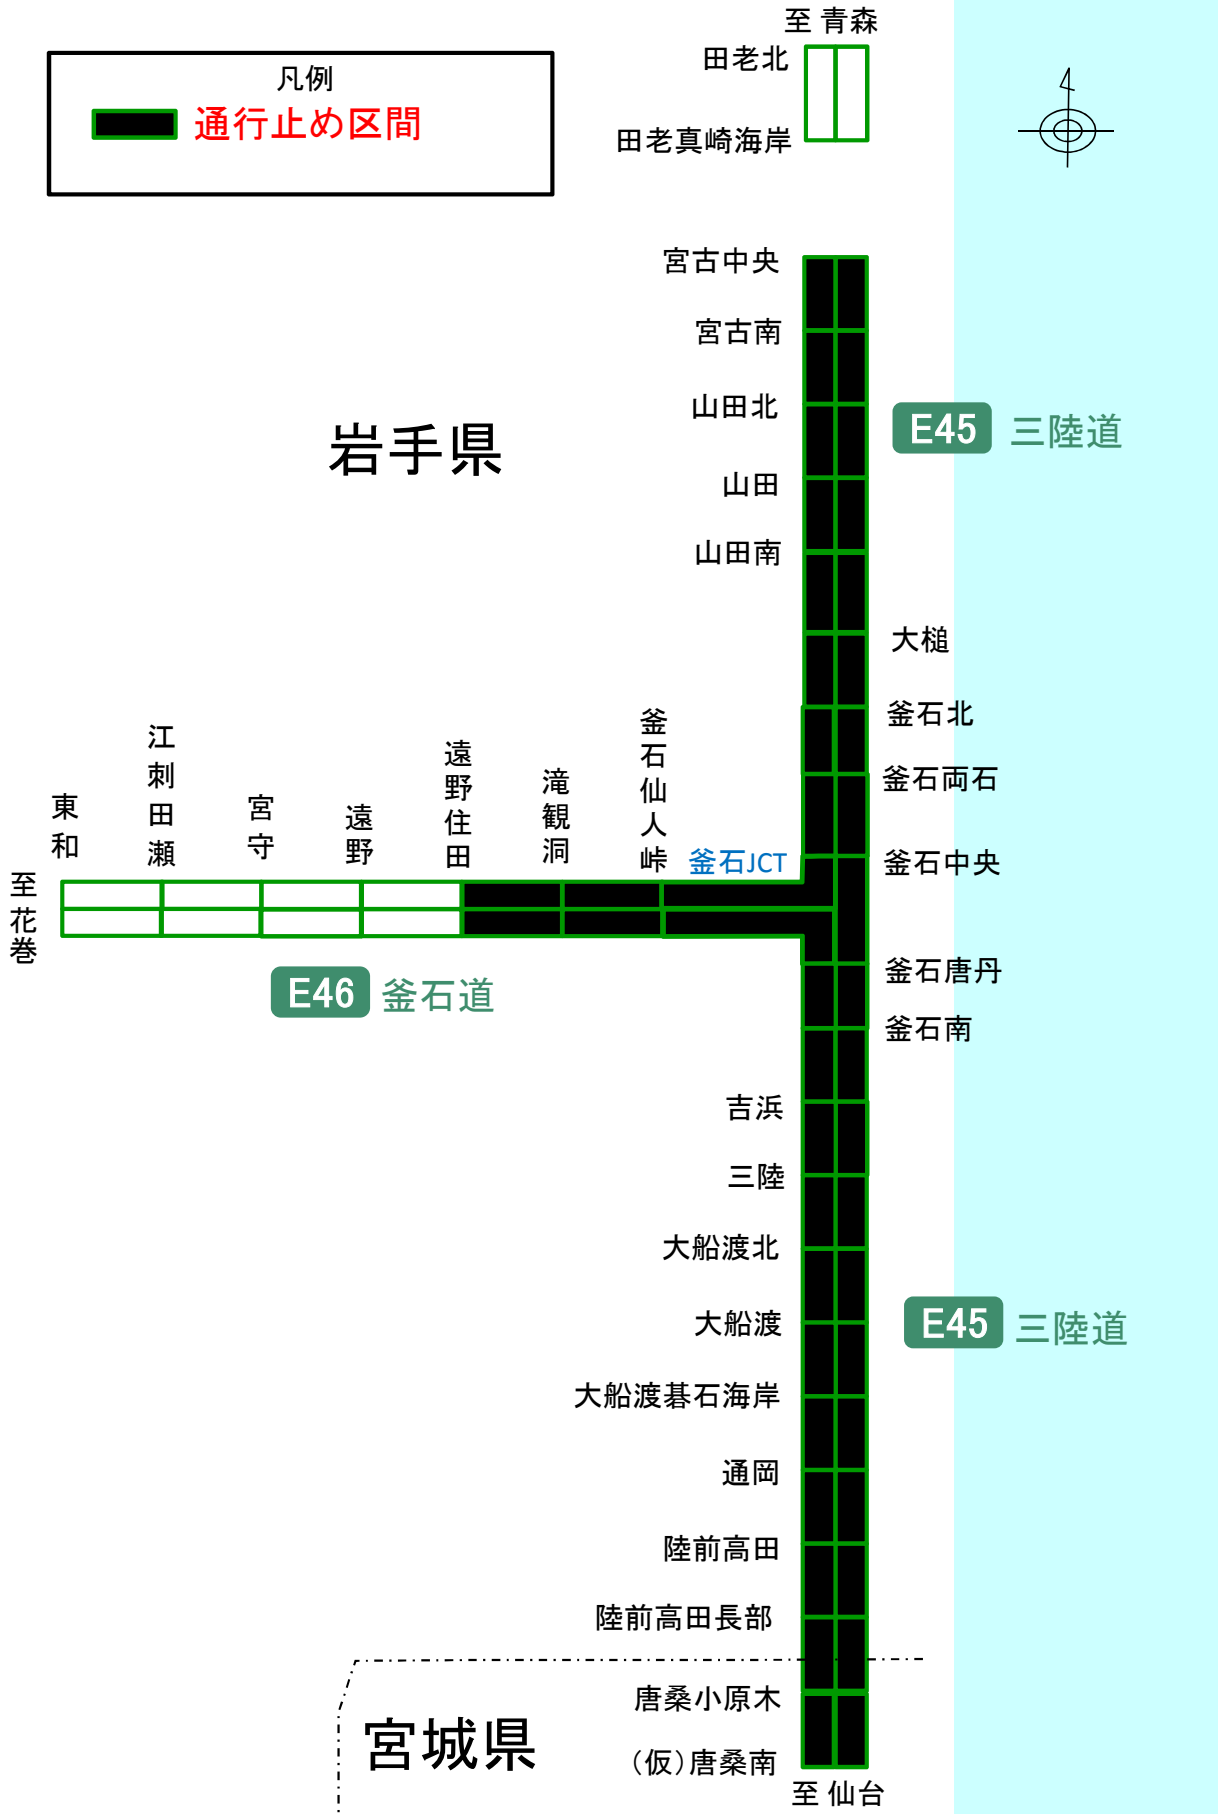 至 青森
田老北
凡例
通行止め区間
田老真崎海岸
宮古中央
宮古南
山田北
E45 三陸道
岩手県
山田
山田南
大槌
釜石北
釜石両石
釜石中央
釜石JCT
釜石仙人峠
滝観洞
遠野住田
遠野
宮守
江刺田瀬
東和
至花巻
E46 釜石道
釜石唐丹
釜石南
吉浜
三陸
大船渡北
大船渡
E45 三陸道
大船渡碁石海岸
通岡
陸前高田
陸前高田長部
唐桑小原木
宮城県
(仮)唐桑南
至 仙台